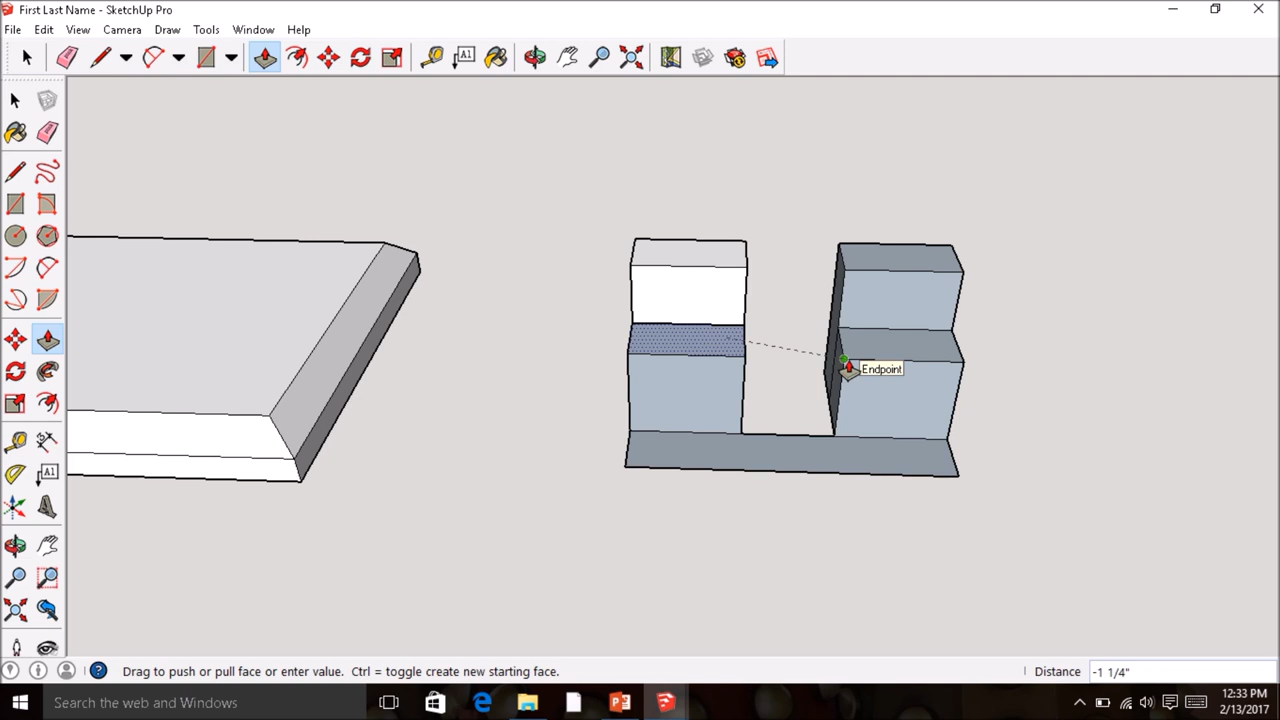 First Last Name - SketchUp Pro
File Edit View Camera Draw Tools Window Help
A1
A1
Endpoint
Drag to push or pull face or enter value. Ctrl = toggle create new starting face.
Distance -1 1/4"
Search the web and Windows
12:33 PM
2/13/2017